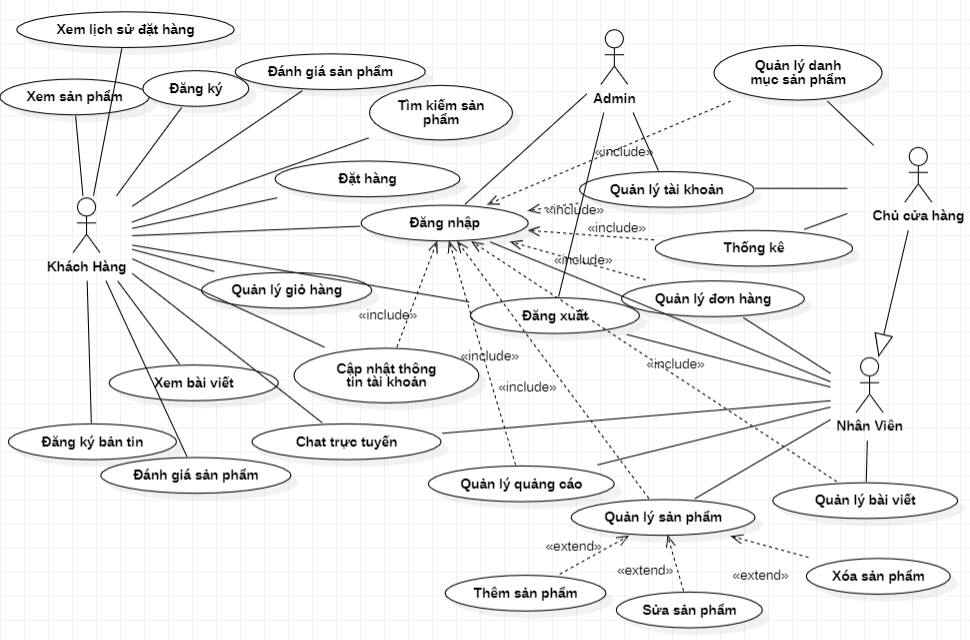 Xem lịch sử đặt hàng
Đánh giá sản phẩm
Quản lý danh
mục sản phẩm
Xem sản phẩm
Đăng ký
Admin
Tìm kiếm sản
phẩm
«include»
Đặt hàng
Quản lý tài khoản
«include»
Chủ cửa hàng
Đăng nhập
«include»
Thống kê
Khách Hàng
«include»
Quản lý giỏ hàng
Quản lý đơn hàng
«include»
Đăng xuất
«include»
«include»
Cập nhật thông
tin tài khoản
Xem bài viết
«include»
Nhân Viên
Đăng ký bản tin
Chat trực tuyến
Đánh giá sản phẩm
Quản lý quảng cáo
Quản lý bài viết
Quản lý sản phẩm
«extend»
«extend»
«extend»
Xóa sản phẩm
Thêm sản phẩm
Sửa sản phẩm